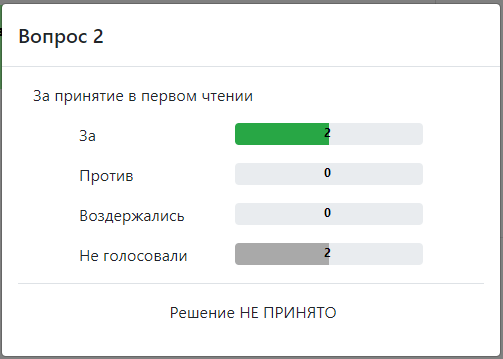 Вопрос 2
За принятие в первом чтении
За 2
Против 0
Воздержались 0
Не голосовали 2
Решение НЕ ПРИНЯТО